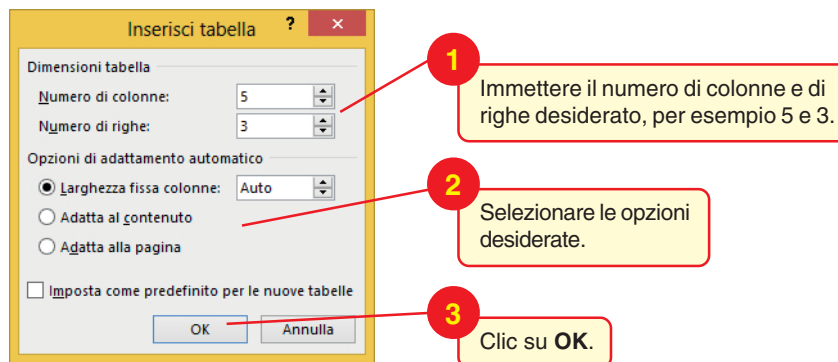 Inserisci tabella ? ×
Dimensioni tabella
Numero di colonne: 5
Numero di righe: 3
Opzioni di adattamento automatico
Larghezza fissa colonne: Auto
Adatta al contenuto
Adatta alla pagina
Imposta come predefinito per le nuove tabelle
OK Annulla
1
Immettere il numero di colonne e di
righe desiderato, per esempio 5 e 3.
2
Selezionare le opzioni
desiderate.
3
Clic su OK.